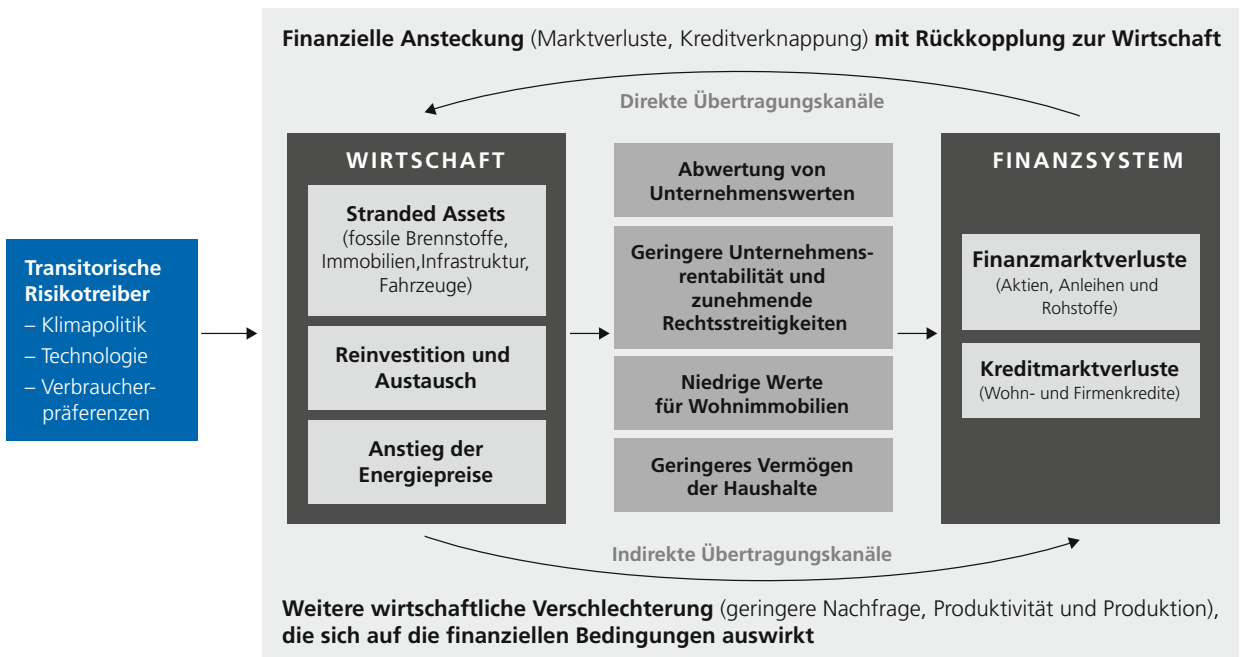 Finanzielle Ansteckung (Marktverluste, Kreditverknappung) mit Rückkopplung zur Wirtschaft
Direkte Übertragungskanäle
Transitorische
Risikotreiber
– Klimapolitik
– Technologie
– Verbraucher-
präferenzen
WIRTSCHAFT
Stranded Assets
(fossile Brennstoffe,
Immobilien,Infrastruktur,
Fahrzeuge)
Reinvestition und
Austausch
Anstieg der
Energiepreise
Abwertung von
Unternehmenswerten
Geringere Unternehmens-
rentabilität und
zunehmende
Rechtsstreitigkeiten
Niedrige Werte
für Wohnimmobilien
Geringeres Vermögen
der Haushalte
FINANZSYSTEM
Finanzmarktverluste
(Aktien, Anleihen und
Rohstoffe)
Kreditmarktverluste
(Wohn- und Firmenkredite)
Indirekte Übertragungskanäle
Weitere wirtschaftliche Verschlechterung (geringere Nachfrage, Produktivität und Produktion),
die sich auf die finanziellen Bedingungen auswirkt